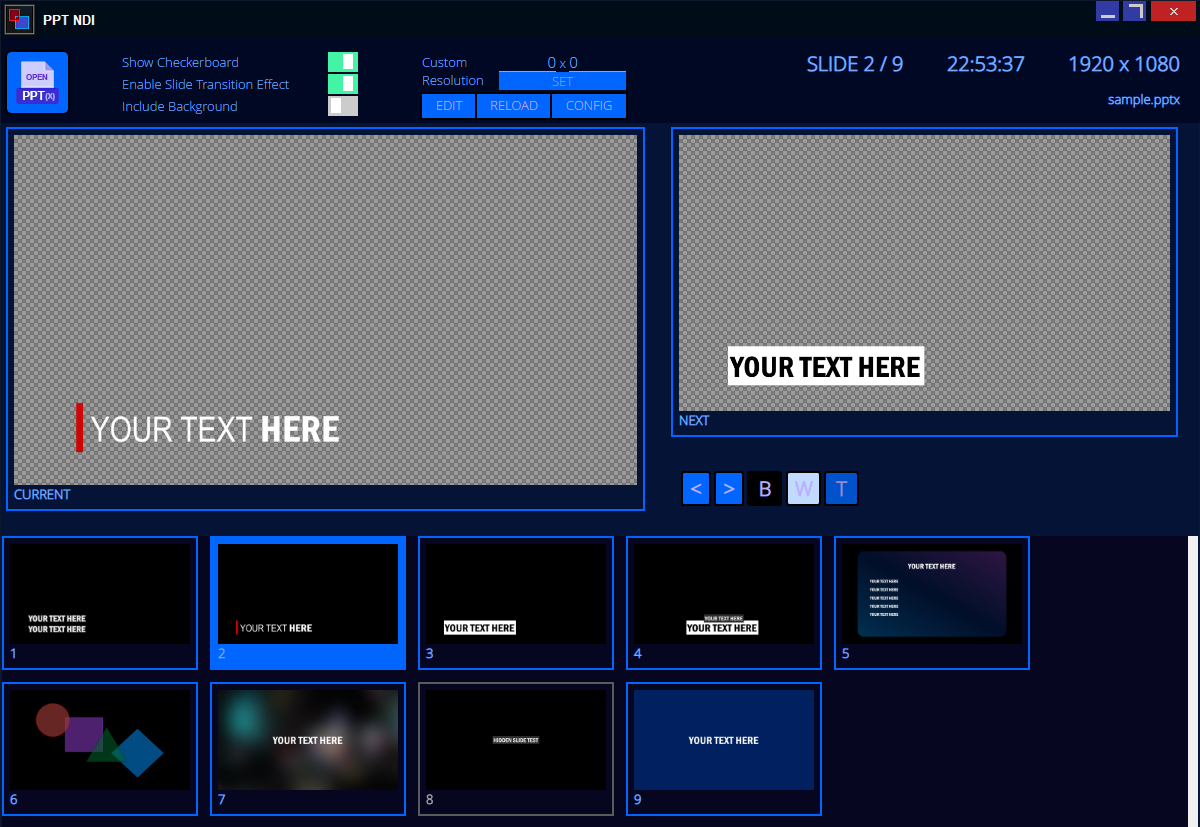 PPT NDI
×
OPEN
PPT(X)
Show Checkerboard
Enable Slide Transition Effect
Include Background
Custom
Resolution
0 x 0
SET
EDIT
RELOAD
CONFIG
SLIDE 2 / 9
22:53:37
1920 x 1080
sample.pptx
YOUR TEXT HERE
CURRENT
YOUR TEXT HERE
NEXT
<
>
B
W
T
YOUR TEXT HERE
YOUR TEXT HERE
1
YOUR TEXT HERE
2
YOUR TEXT HERE
3
YOUR TEXT HERE
YOUR TEXT HERE
4
YOUR TEXT HERE
YOUR TEXT HERE
YOUR TEXT HERE
YOUR TEXT HERE
YOUR TEXT HERE
YOUR TEXT HERE
5
6
YOUR TEXT HERE
7
HIDDEN SLIDE TEST
8
YOUR TEXT HERE
9